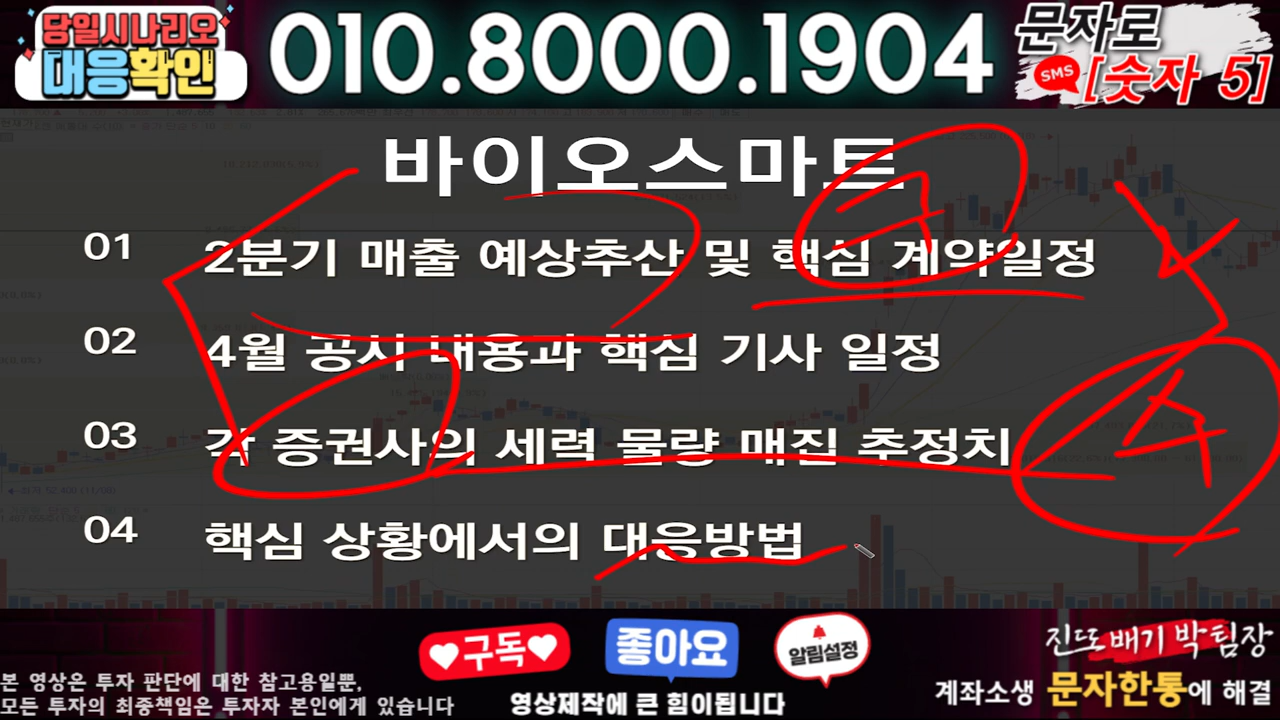 당일시나리오
대응확인
010.8000.1904
문자로
SMS
[숫자 5]
바이오스마트
01 2분기 매출 예상추산 및 핵심 계약일정
02 4월 공시 내용과 핵심 기사 일정
03 각 증권사의 세력 물량 매진 추정치
04 핵심 상황에서의 대응방법
구독
좋아요
알림설정
영상제작에 큰 힘이됩니다
본 영상은 투자 판단에 대한 참고용일뿐,
모든 투자의 최종책임은 투자자 본인에게 있습니다
진또배기 박팀장
계좌소생 문자한통에 해결